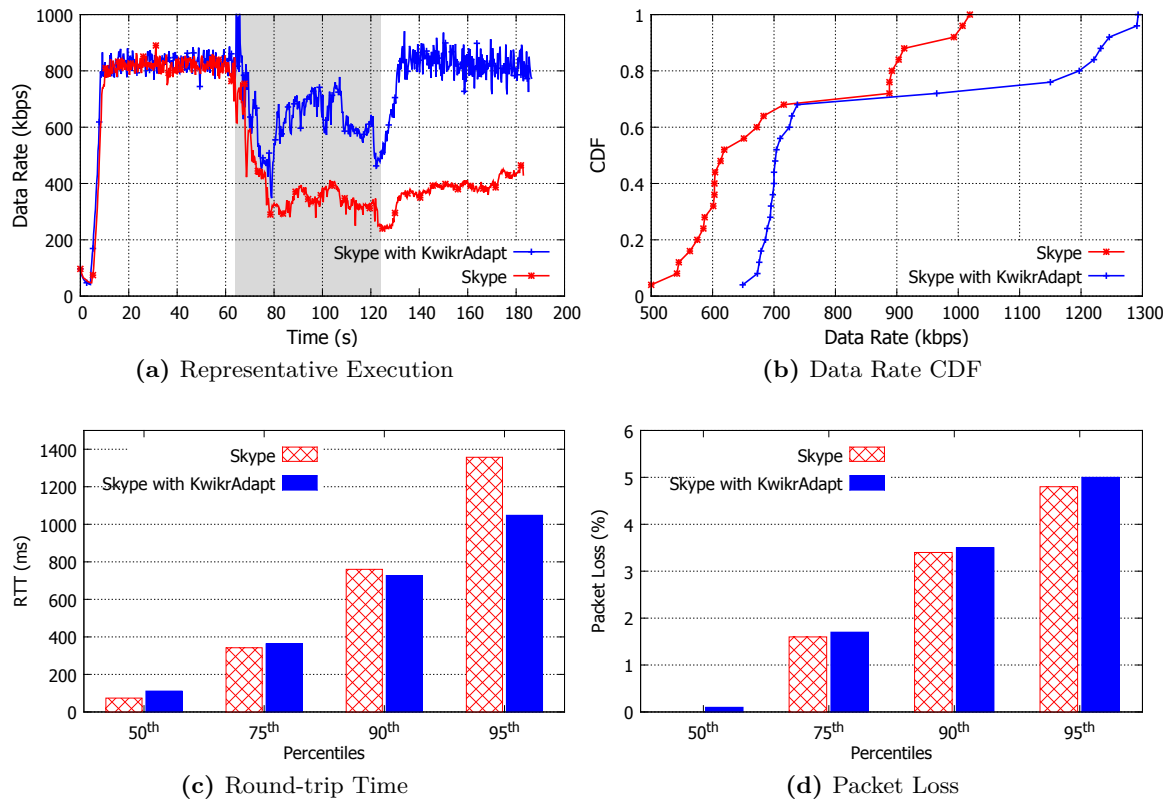 1000
800
600
400
200
0
Data Rate (kbps)
Skype with KwikrAdapt
Skype
0 20 40 60 80 100 120 140 160 180 200
Time (s)
(a) Representative Execution
1
0.8
0.6
0.4
0.2
0
CDF
Skype
Skype with KwikrAdapt
500 600 700 800 900 1000 1100 1200 1300
Data Rate (kbps)
(b) Data Rate CDF
1400
1200
1000
800
600
400
200
0
RTT (ms)
Skype
Skype with KwikrAdapt
50th 75th 90th 95th
Percentiles
(c) Round-trip Time
6
5
4
3
2
1
0
Packet Loss (%)
Skype
Skype with KwikrAdapt
50th 75th 90th 95th
Percentiles
(d) Packet Loss